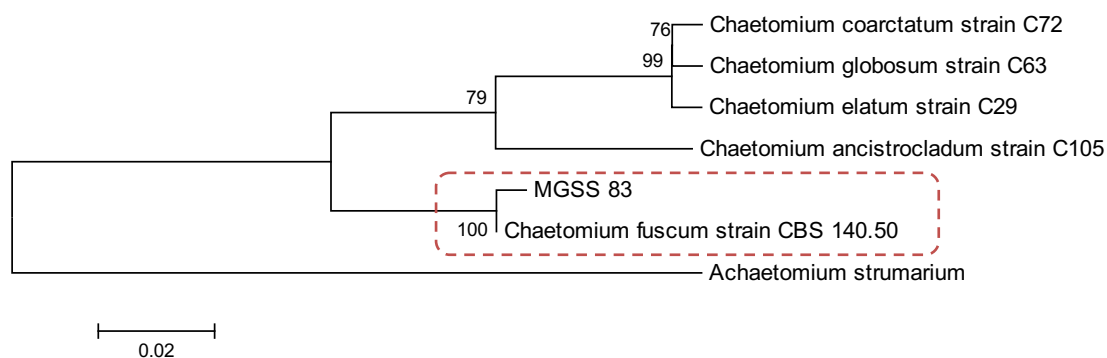 76
Chaetomium coarctatum strain C72
99
Chaetomium globosum strain C63
79
Chaetomium elatum strain C29
Chaetomium ancistrocladum strain C105
MGSS 83
100
Chaetomium fuscum strain CBS 140.50
Achaetomium strumarium
0.02